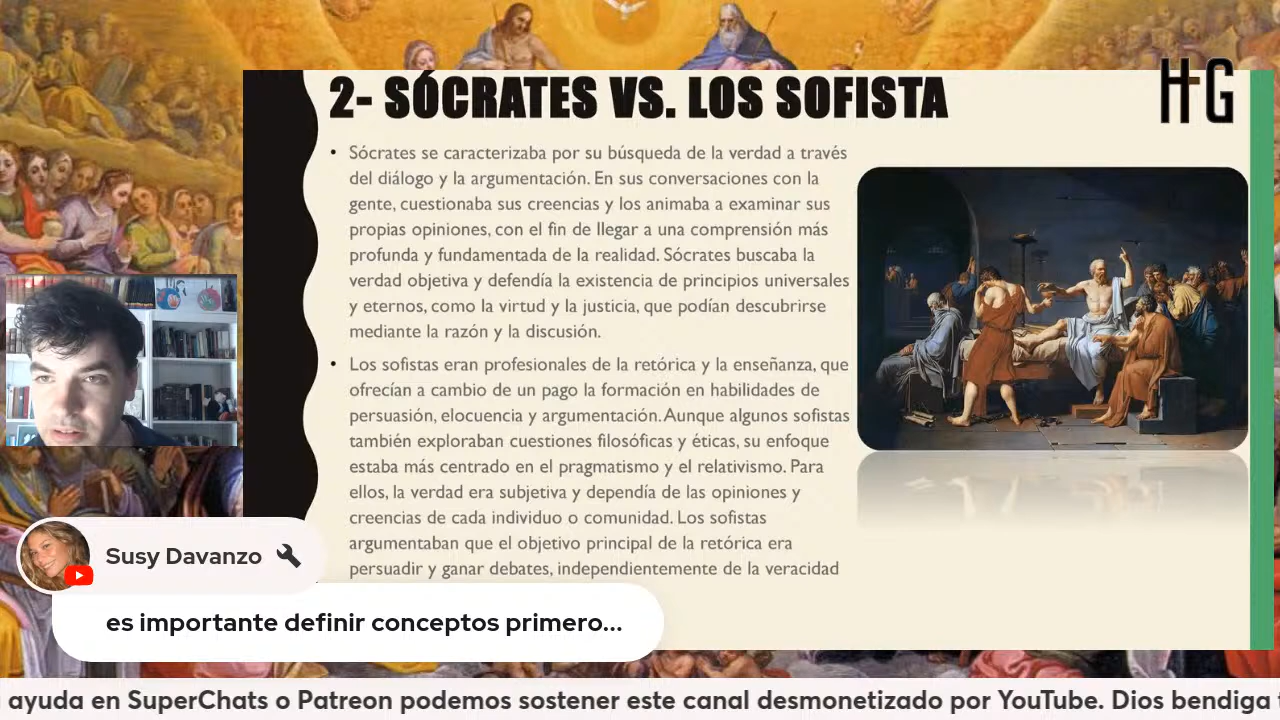 2- SÓCRATES VS. LOS SOFISTA
HG
• Sócrates se caracterizaba por su búsqueda de la verdad a través
del diálogo y la argumentación. En sus conversaciones con la
gente, cuestionaba sus creencias y los animaba a examinar sus
propias opiniones, con el fin de llegar a una comprensión más
profunda y fundamentada de la realidad. Sócrates buscaba la
verdad objetiva y defendía la existencia de principios universales
y eternos, como la virtud y la justicia, que podían descubrirse
mediante la razón y la discusión.
• Los sofistas eran profesionales de la retórica y la enseñanza, que
ofrecían a cambio de un pago la formación en habilidades de
persuasión, elocuencia y argumentación. Aunque algunos sofistas
también exploraban cuestiones filosóficas y éticas, su enfoque
estaba más centrado en el pragmatismo y el relativismo. Para
ellos, la verdad era subjetiva y dependía de las opiniones y
creencias de cada individuo o comunidad. Los sofistas
argumentaban que el objetivo principal de la retórica era
persuadir y ganar debates, independientemente de la veracidad
Susy Davanzo
es importante definir conceptos primero...
ayuda en SuperChats o Patreon podemos sostener este canal desmonetizado por YouTube. Dios bendiga